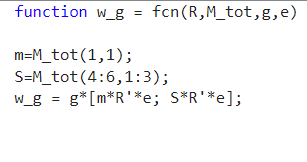 function w_g = fcn(R,M_tot,g,e)
m=M_tot(1,1);
S=M_tot(4:6,1:3);
w_g = g*[m*R'*e; S*R'*e];